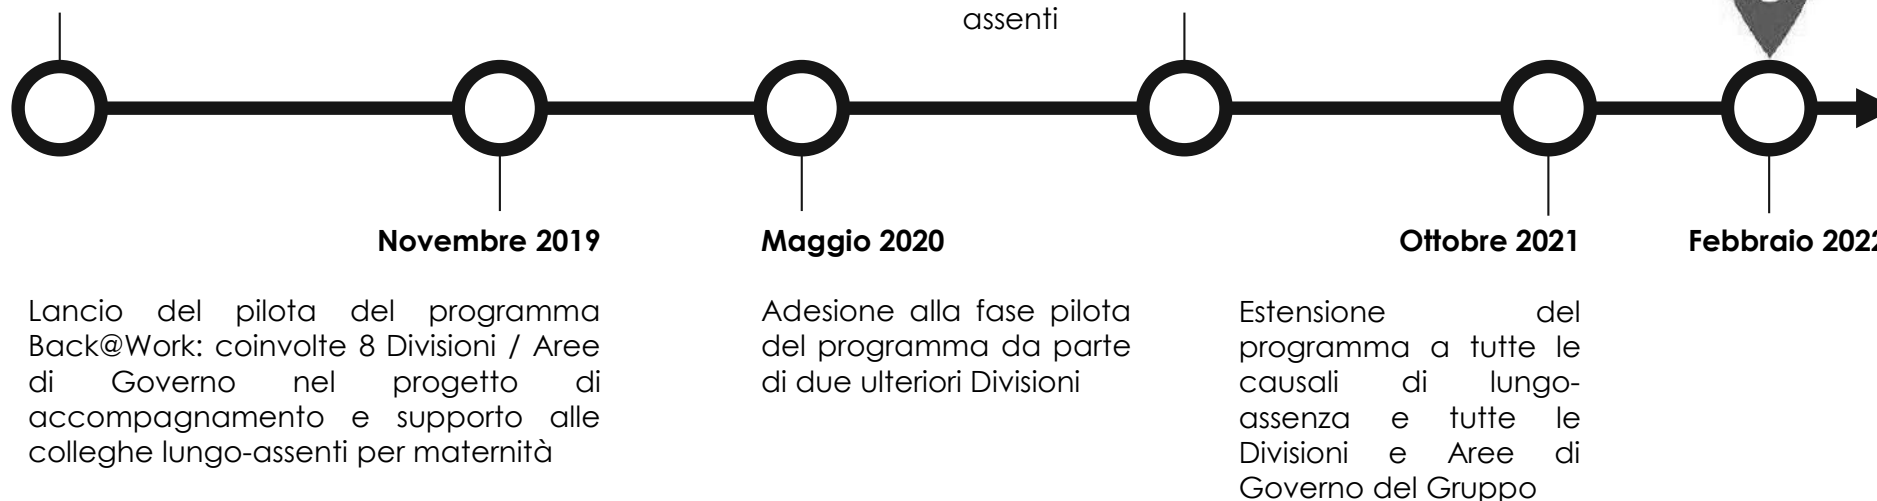 assenti
Novembre 2019
Lancio del pilota del programma
Back@Work: coinvolte 8 Divisioni / Aree
di Governo nel progetto di
accompagnamento e supporto alle
colleghe lungo-assenti per maternità
Maggio 2020
Adesione alla fase pilota
del programma da parte
di due ulteriori Divisioni
Ottobre 2021
Estensione del
programma a tutte le
causali di lungo-
assenza e tutte le
Divisioni e Aree di
Governo del Gruppo
Febbraio 2022